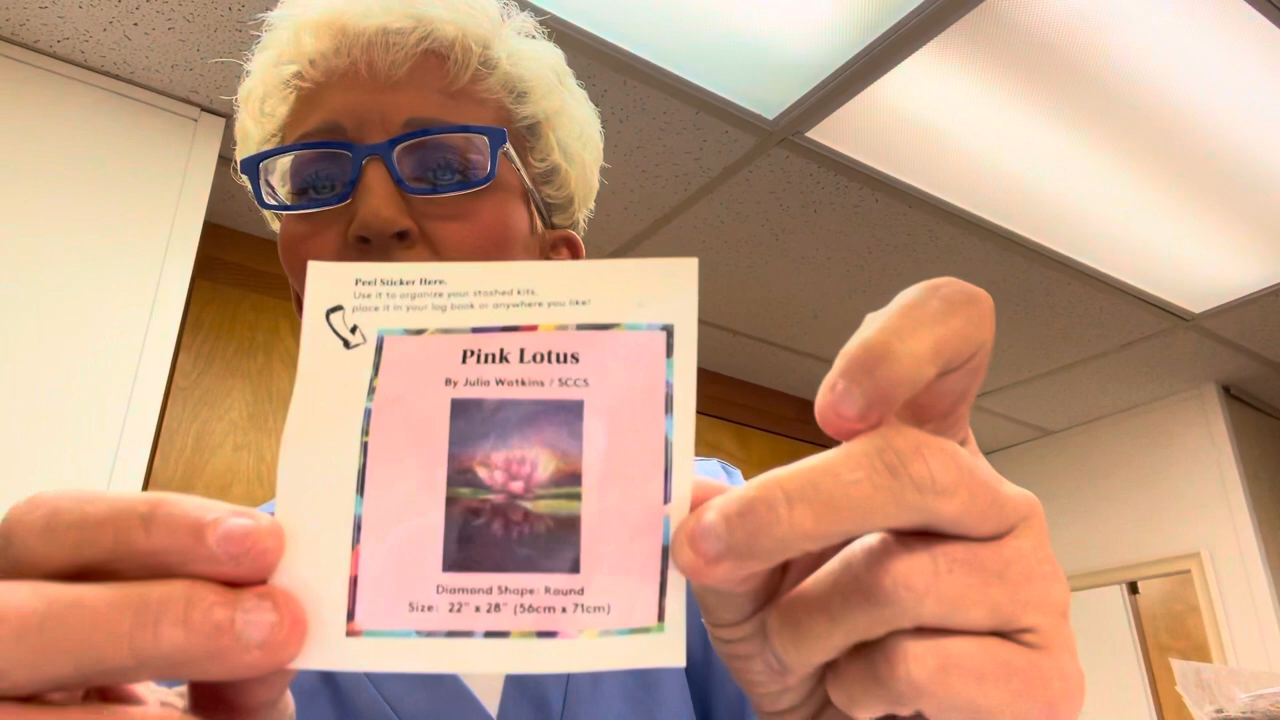 Peel Sticker Here.
Use it to organize your stashed kits,
place it in your log book or anywhere you like!
Pink Lotus
By Julia Watkins / SCCS
Diamond Shape: Round
Size: 22" x 28" (56cm x 71cm)